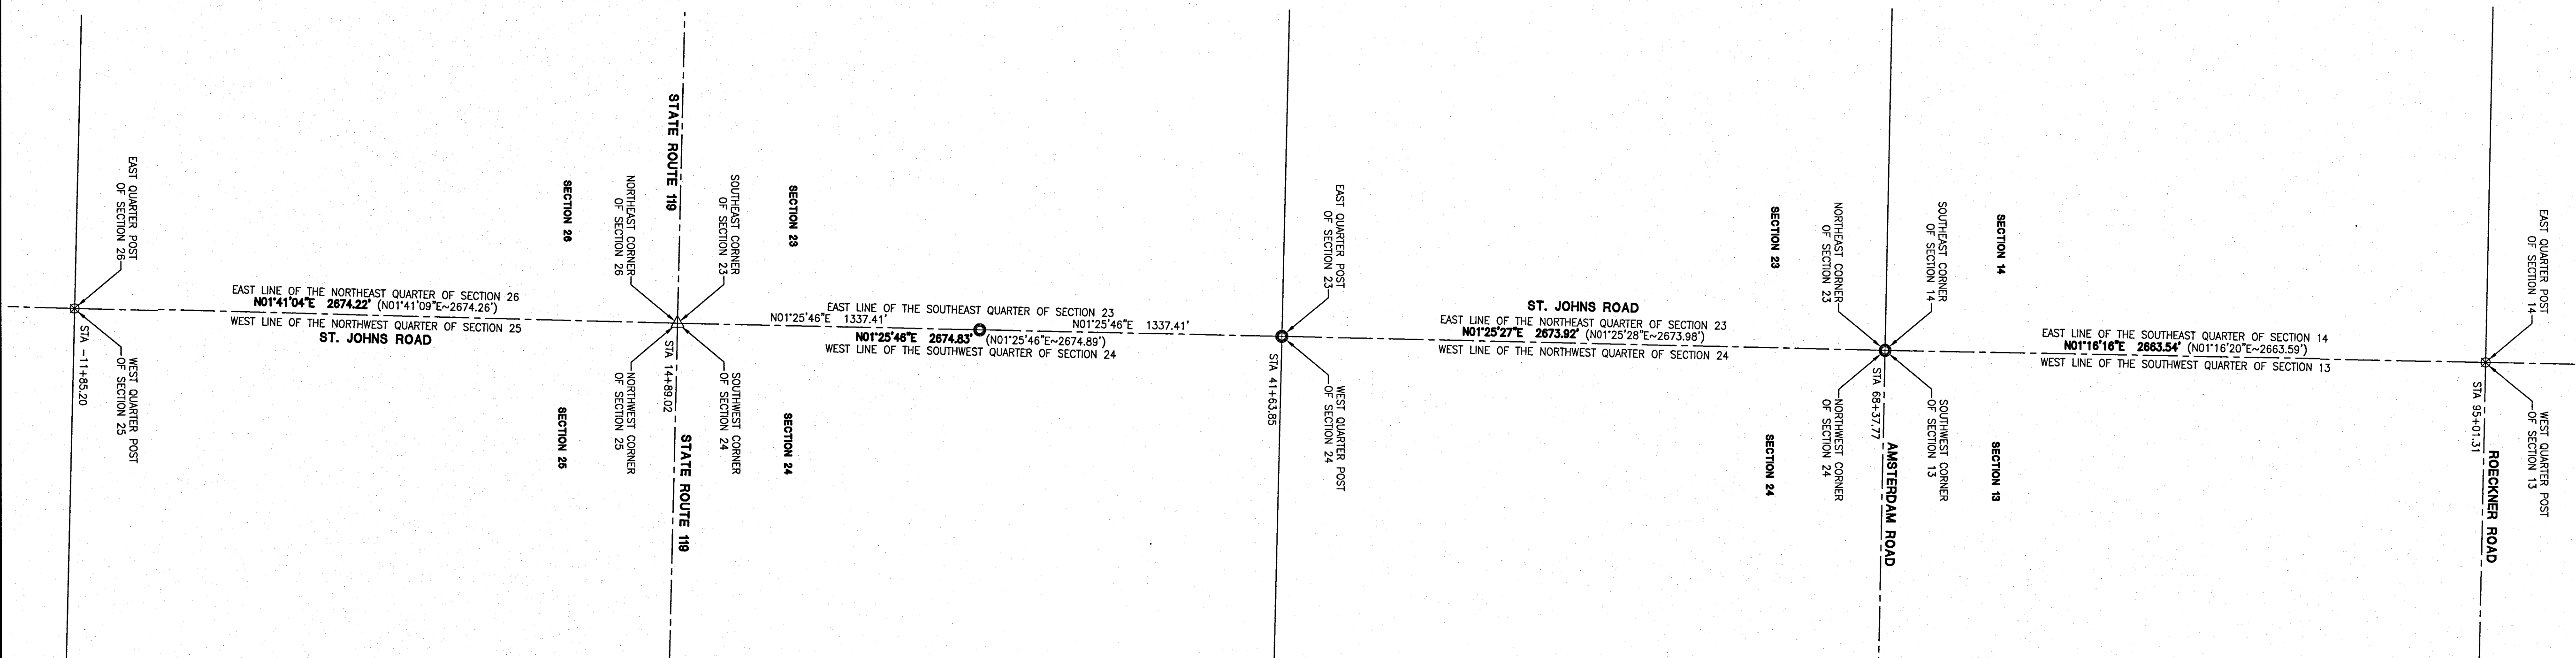 EAST QUARTER POST
OF SECTION 26
STA -11+85.20
WEST QUARTER POST
OF SECTION 25
EAST LINE OF THE NORTHEAST QUARTER OF SECTION 26
N01°41'04"E 2674.22' (N01°41'09"E~2674.26')
WEST LINE OF THE NORTHWEST QUARTER OF SECTION 25
ST. JOHNS ROAD
SECTION 26
NORTHEAST CORNER
OF SECTION 26
STATE ROUTE 119
SOUTHEAST CORNER
OF SECTION 23
SECTION 23
SECTION 25
NORTHWEST CORNER
OF SECTION 25
STA 14+89.02
STATE ROUTE 119
SOUTHWEST CORNER
OF SECTION 24
SECTION 24
EAST LINE OF THE SOUTHEAST QUARTER OF SECTION 23
N01°25'46"E 1337.41'
N01°25'46"E 1337.41'
N01°25'46"E 2674.83' (N01°25'46"E~2674.89')
WEST LINE OF THE SOUTHWEST QUARTER OF SECTION 24
EAST QUARTER POST
OF SECTION 23
STA 41+63.85
WEST QUARTER POST
OF SECTION 24
ST. JOHNS ROAD
EAST LINE OF THE NORTHEAST QUARTER OF SECTION 23
N01°25'27"E 2673.92' (N01°25'28"E~2673.98')
WEST LINE OF THE NORTHWEST QUARTER OF SECTION 24
SECTION 23
NORTHEAST CORNER
OF SECTION 23
SOUTHEAST CORNER
OF SECTION 14
SECTION 14
SECTION 24
NORTHWEST CORNER
OF SECTION 24
STA 68+37.77
AMSTERDAM ROAD
SOUTHWEST CORNER
OF SECTION 13
SECTION 13
EAST LINE OF THE SOUTHEAST QUARTER OF SECTION 14
N01°16'16"E 2663.54' (N01°16'20"E~2663.59')
WEST LINE OF THE SOUTHWEST QUARTER OF SECTION 13
EAST QUARTER POST
OF SECTION 14
STA 95+01.31
ROECKNER ROAD
WEST QUARTER POST
OF SECTION 13